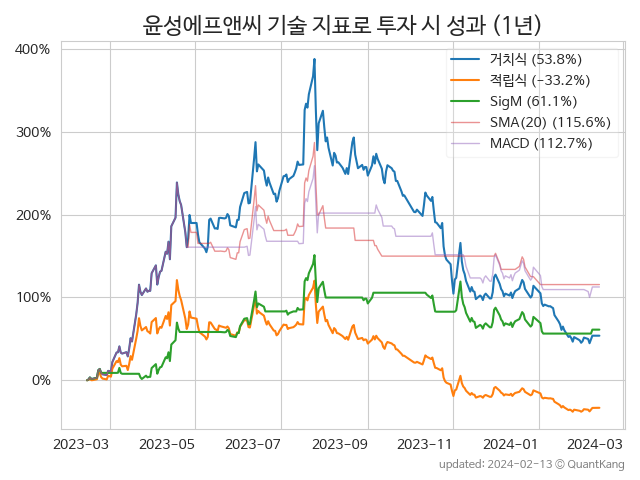 윤성에프앤씨 기술 지표로 투자 시 성과 (1년)
400%
300%
200%
100%
0%
거치식 (53.8%)
적립식 (-33.2%)
SigM (61.1%)
SMA(20) (115.6%)
MACD (112.7%)
2023-03 2023-05 2023-07 2023-09 2023-11 2024-01 2024-03
updated: 2024-02-13 © QuantKang